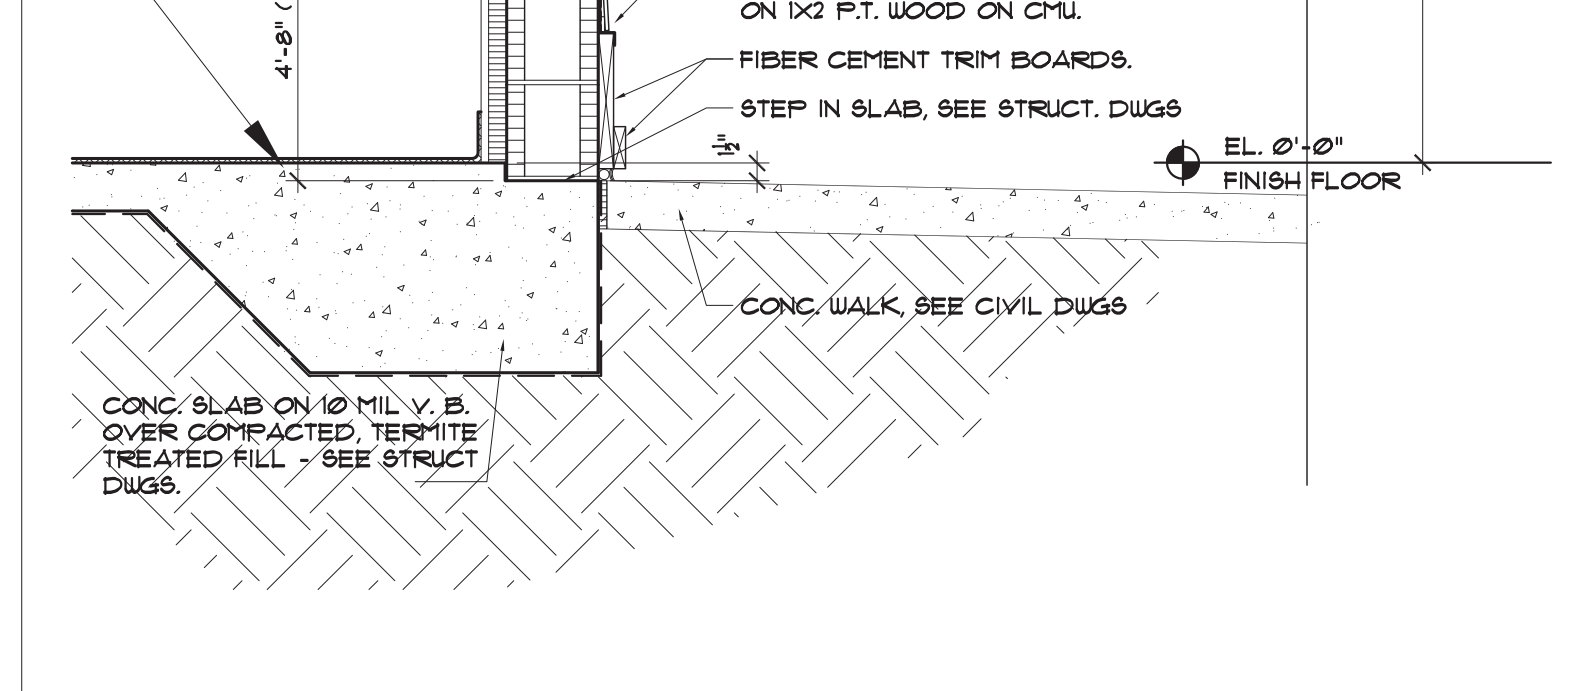 4'-8" (
ON 1X2 P.T. WOOD ON CMU.
FIBER CEMENT TRIM BOARDS.
STEP IN SLAB, SEE STRUCT. DWGS
1½"
EL. 0'-0"
FINISH FLOOR
CONC. WALK, SEE CIVIL DWGS
CONC. SLAB ON 10 MIL V. B.
OVER COMPACTED, TERMITE
TREATED FILL - SEE STRUCT
DWGS.